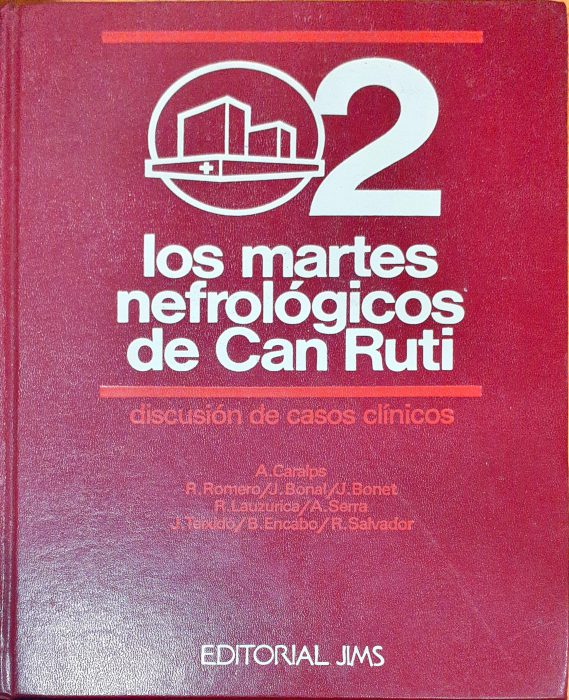 2
los martes
nefrológicos
de Can Ruti
discusión de casos clínicos
A. Caralps
R. Romero/J. Bonal/J. Bonet
R. Lauzurica/A. Serra
J. Teixido/B. Encabo/R. Salvador
EDITORIAL JIMS